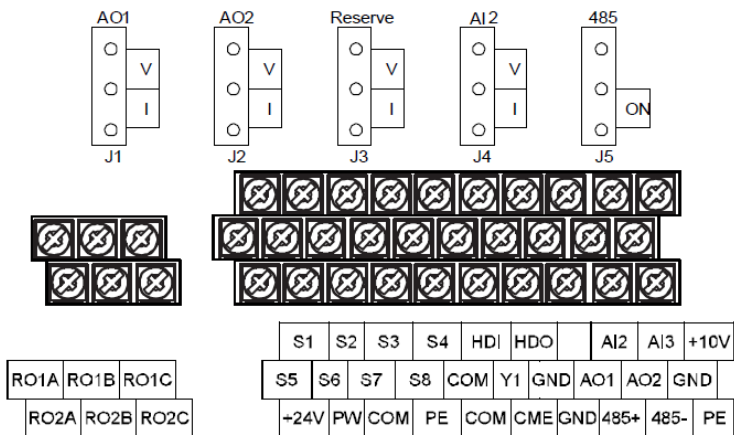 AO1 AO2 Reserve AI2 485
V V V V
I I I I ON
J1 J2 J3 J4 J5
S1 S2 S3 S4 HDI HDO AI2 AI3 +10V
RO1A RO1B RO1C S5 S6 S7 S8 COM Y1 GND AO1 AO2 GND
RO2A RO2B RO2C +24V PW COM PE COM CME GND 485+ 485- PE